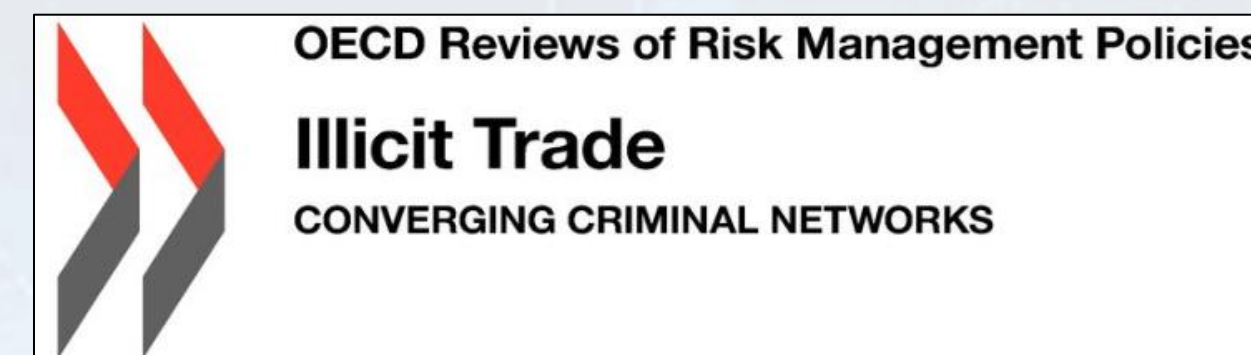 OECD Reviews of Risk Management Policies
Illicit Trade
CONVERGING CRIMINAL NETWORKS